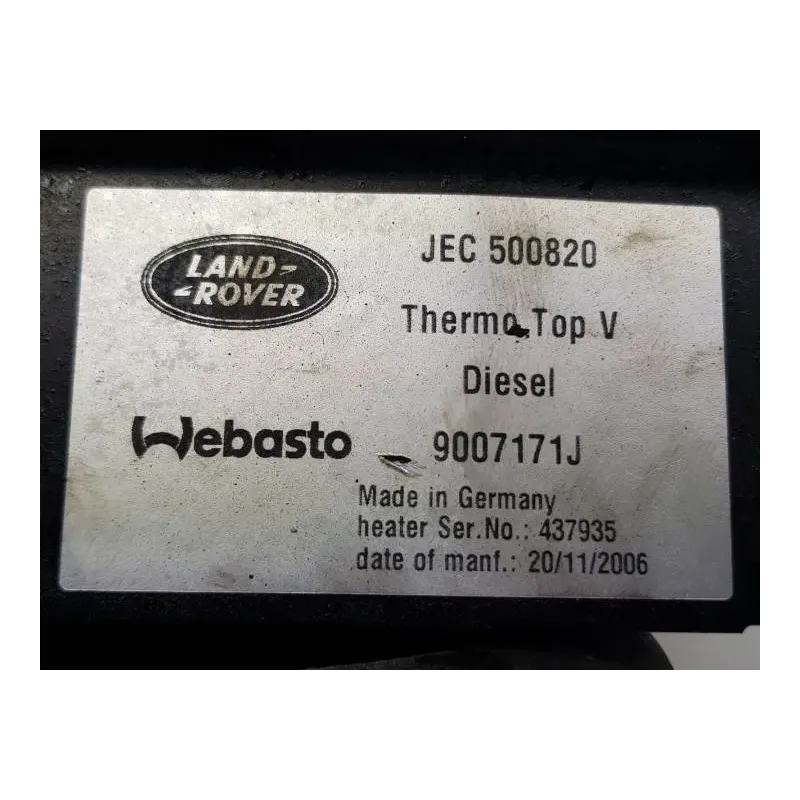 LAND-
-ROVER
JEC 500820
Thermo Top V
Diesel
Webasto
9007171J
Made in Germany
heater Ser.No.: 437935
date of manf.: 20/11/2006